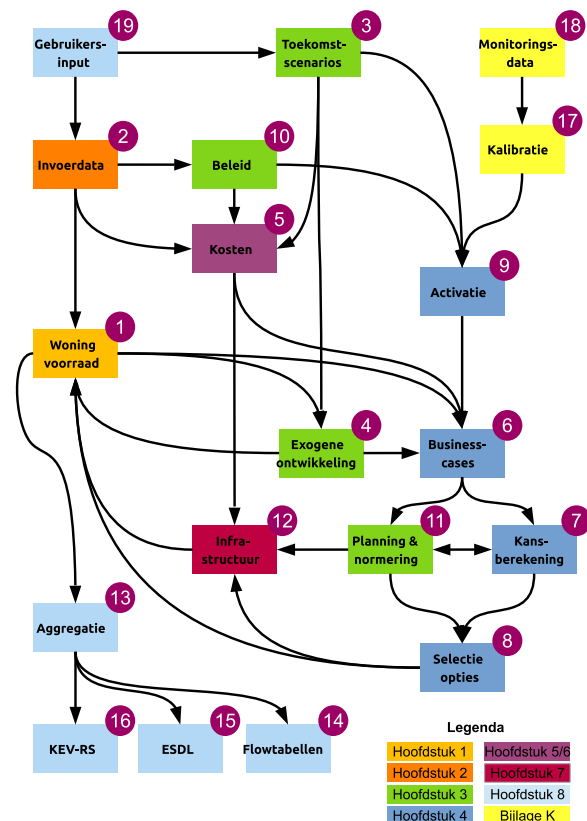 19
Gebruikers-
input
3
Toekomst-
scenarios
18
Monitorings-
data
2
Invoerdata
10
Beleid
17
Kalibratie
5
Kosten
9
Activatie
1
Woning
voorraad
4
Exogene
ontwikkeling
6
Business-
cases
12
Infra-
structuur
11
Planning &
normering
7
Kans-
berekening
13
Aggregatie
8
Selectie
opties
16
KEV-RS
15
ESDL
14
Flowtabellen
Legenda
Hoofdstuk 1
Hoofdstuk 5/6
Hoofdstuk 2
Hoofdstuk 7
Hoofdstuk 3
Hoofdstuk 8
Hoofdstuk 4
Bijlage K